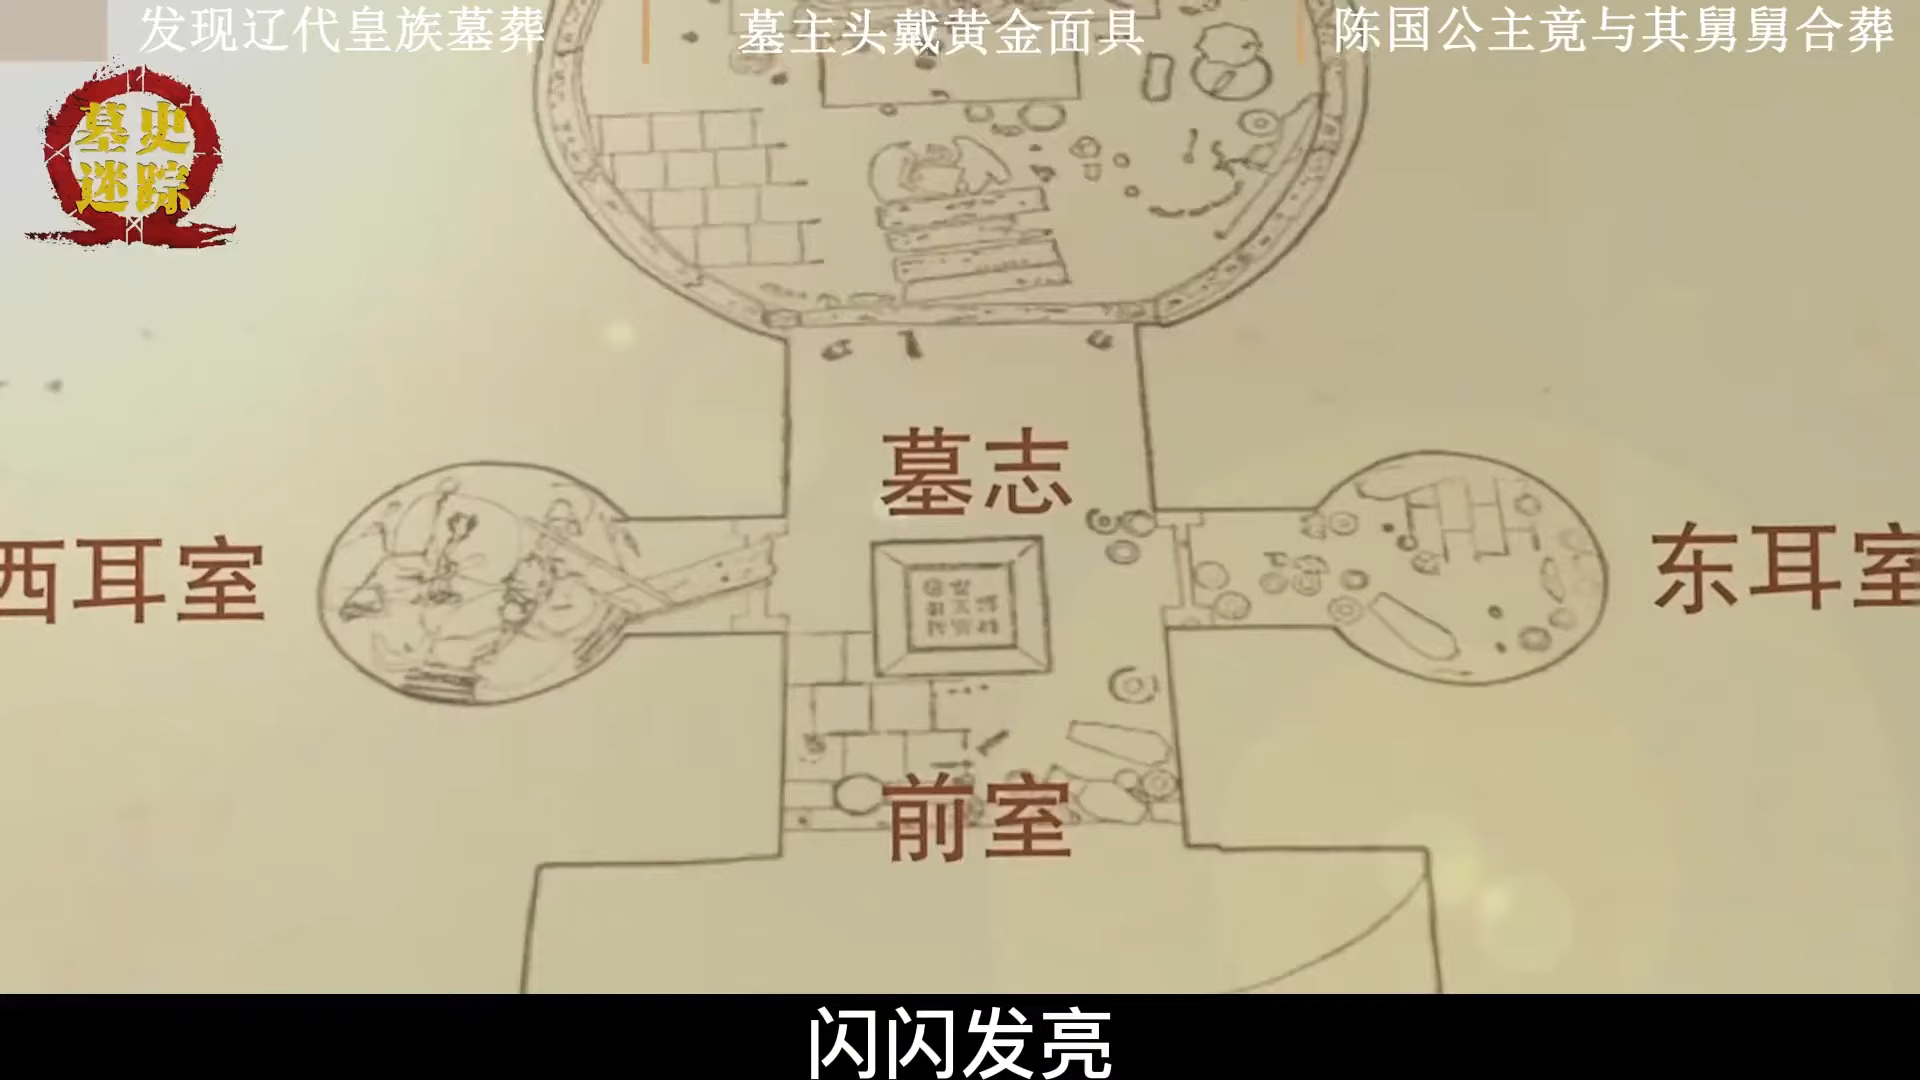 发现辽代皇族墓葬
墓主头戴黄金面具
陈国公主竟与其舅舅合葬
墓史
迷踪
墓志
西耳室
东耳室
前室
闪闪发亮